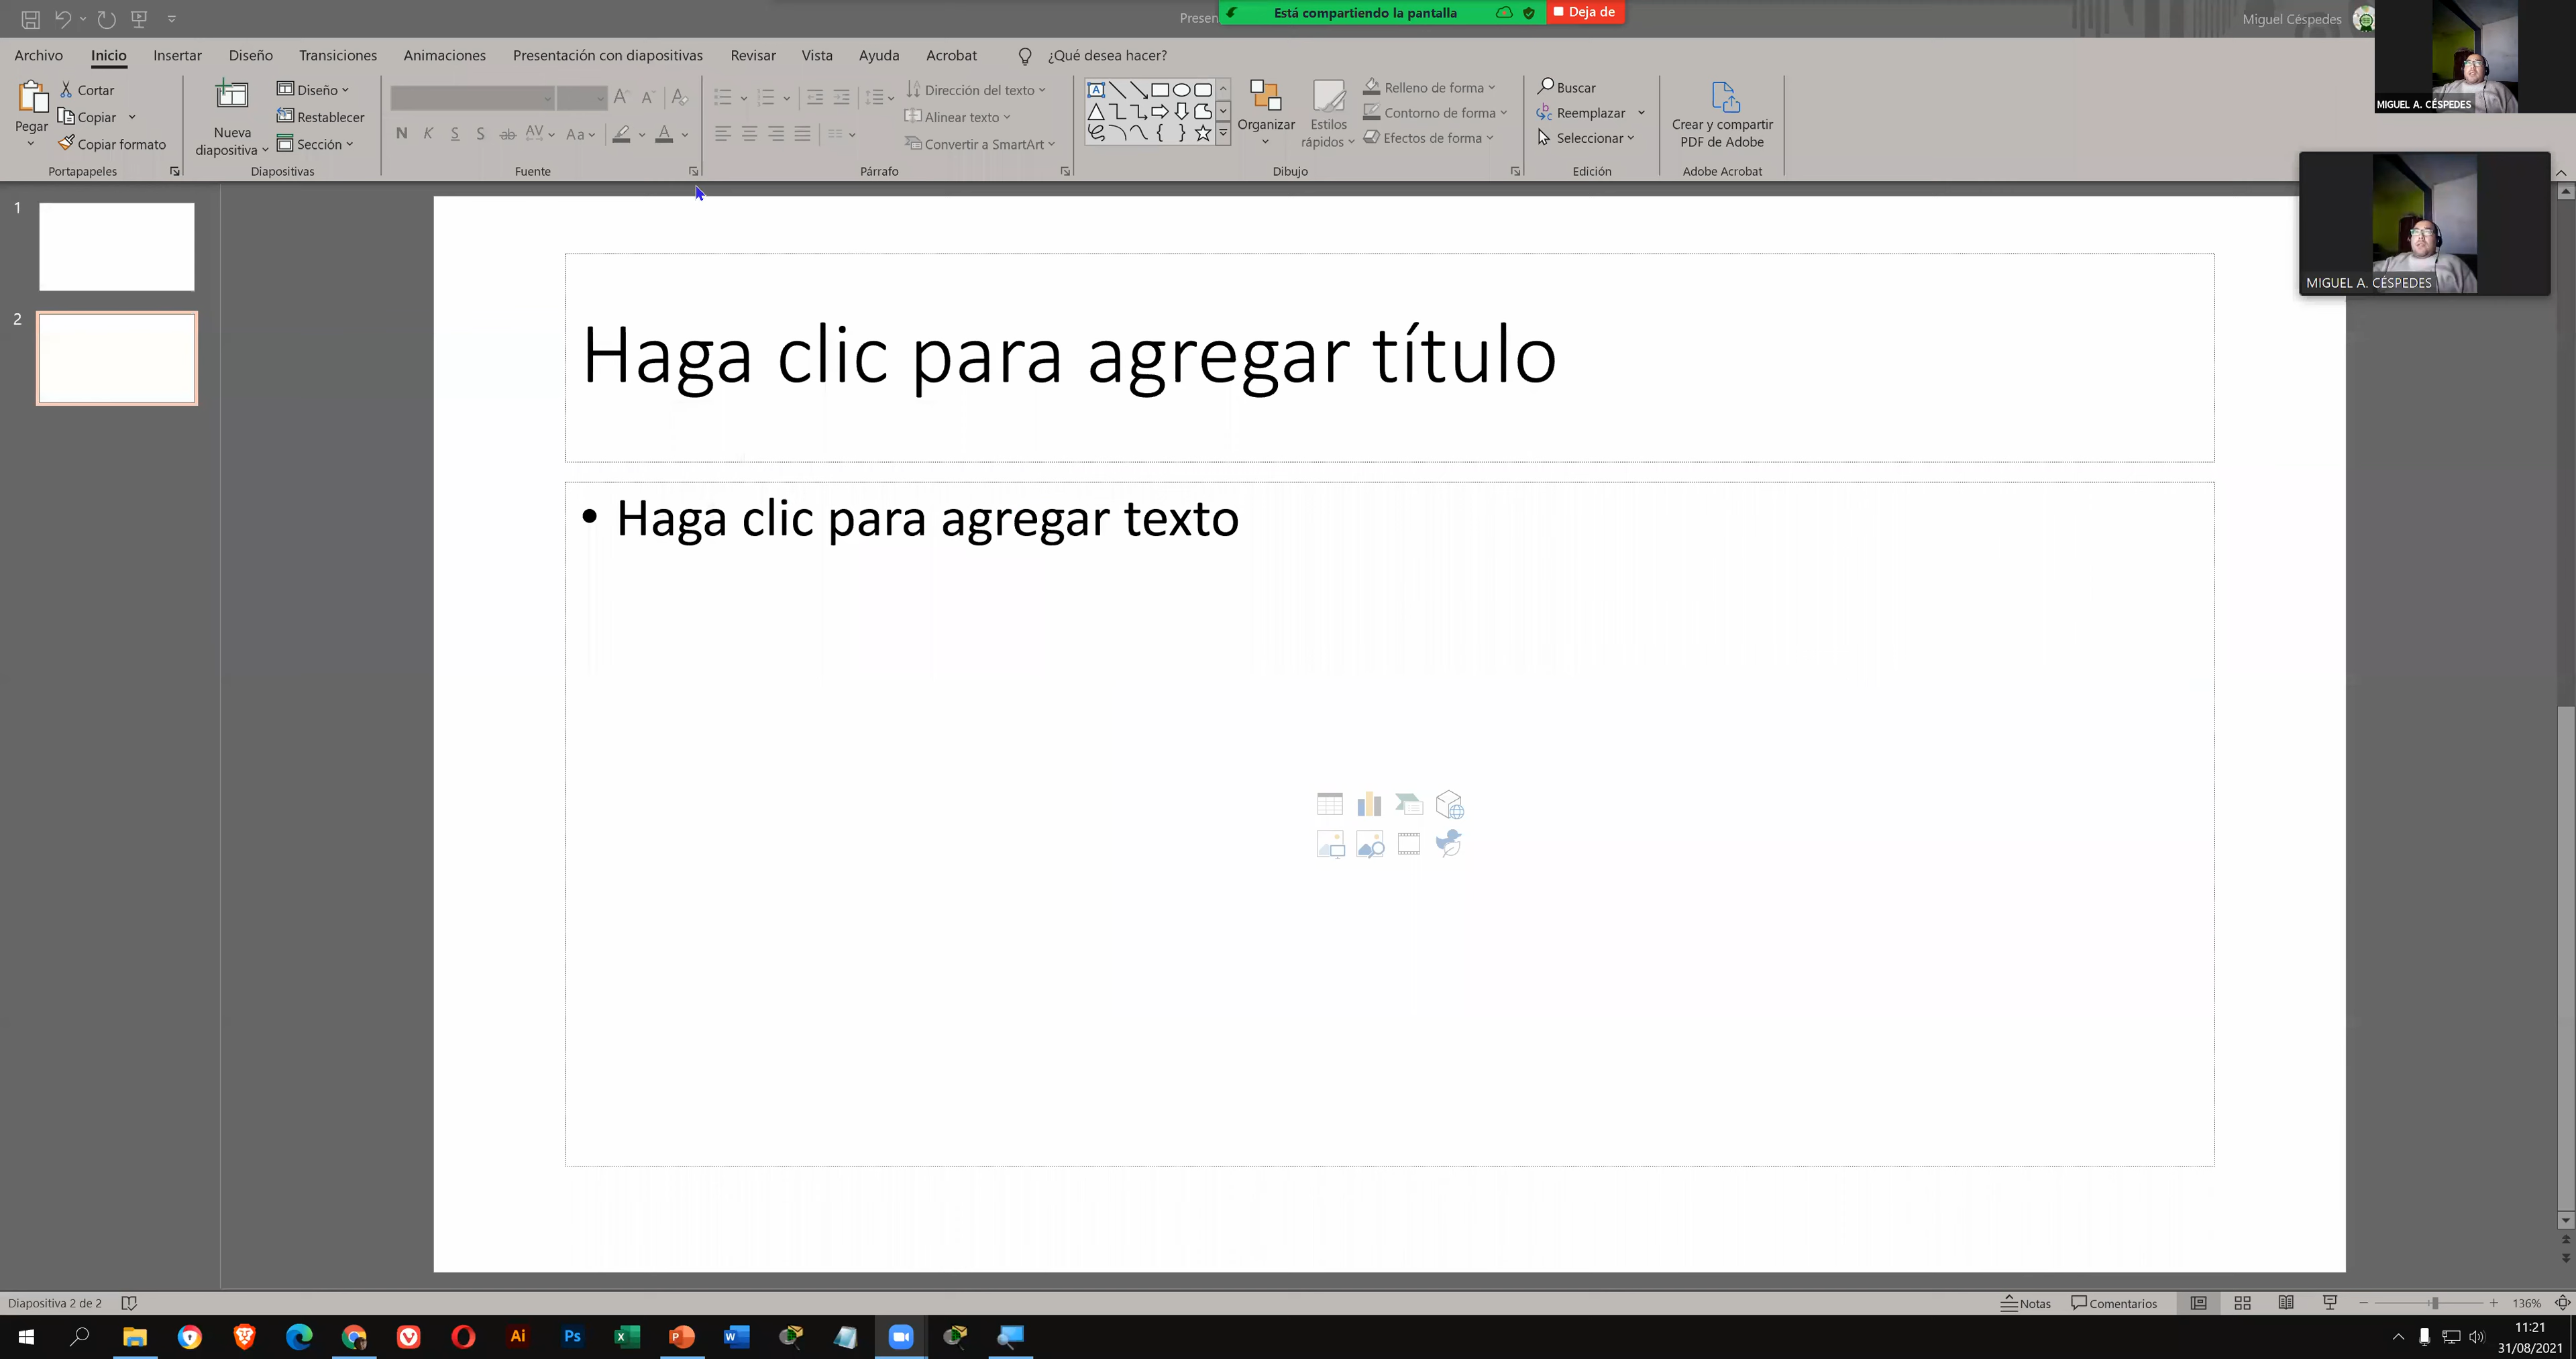 Presen
Está compartiendo la pantalla
Deja de
Miguel Céspedes
Archivo Inicio Insertar Diseño Transiciones Animaciones Presentación con diapositivas Revisar Vista Ayuda Acrobat ¿Qué desea hacer?
MIGUEL A. CÉSPEDES
Pegar
Cortar
Copiar
Copiar formato
Portapapeles
Nueva
diapositiva
Diseño
Restablecer
Sección
Diapositivas
N K S S ab AV Aa A
Fuente
Dirección del texto
Alinear texto
Convertir a SmartArt
Párrafo
Organizar
Estilos
rápidos
Relleno de forma
Contorno de forma
Efectos de forma
Dibujo
Buscar
Reemplazar
Seleccionar
Edición
Crear y compartir
PDF de Adobe
Adobe Acrobat
MIGUEL A. CÉSPEDES
1
2
Haga clic para agregar título
• Haga clic para agregar texto
Diapositiva 2 de 2
Notas Comentarios 136%
11:21
31/08/2021